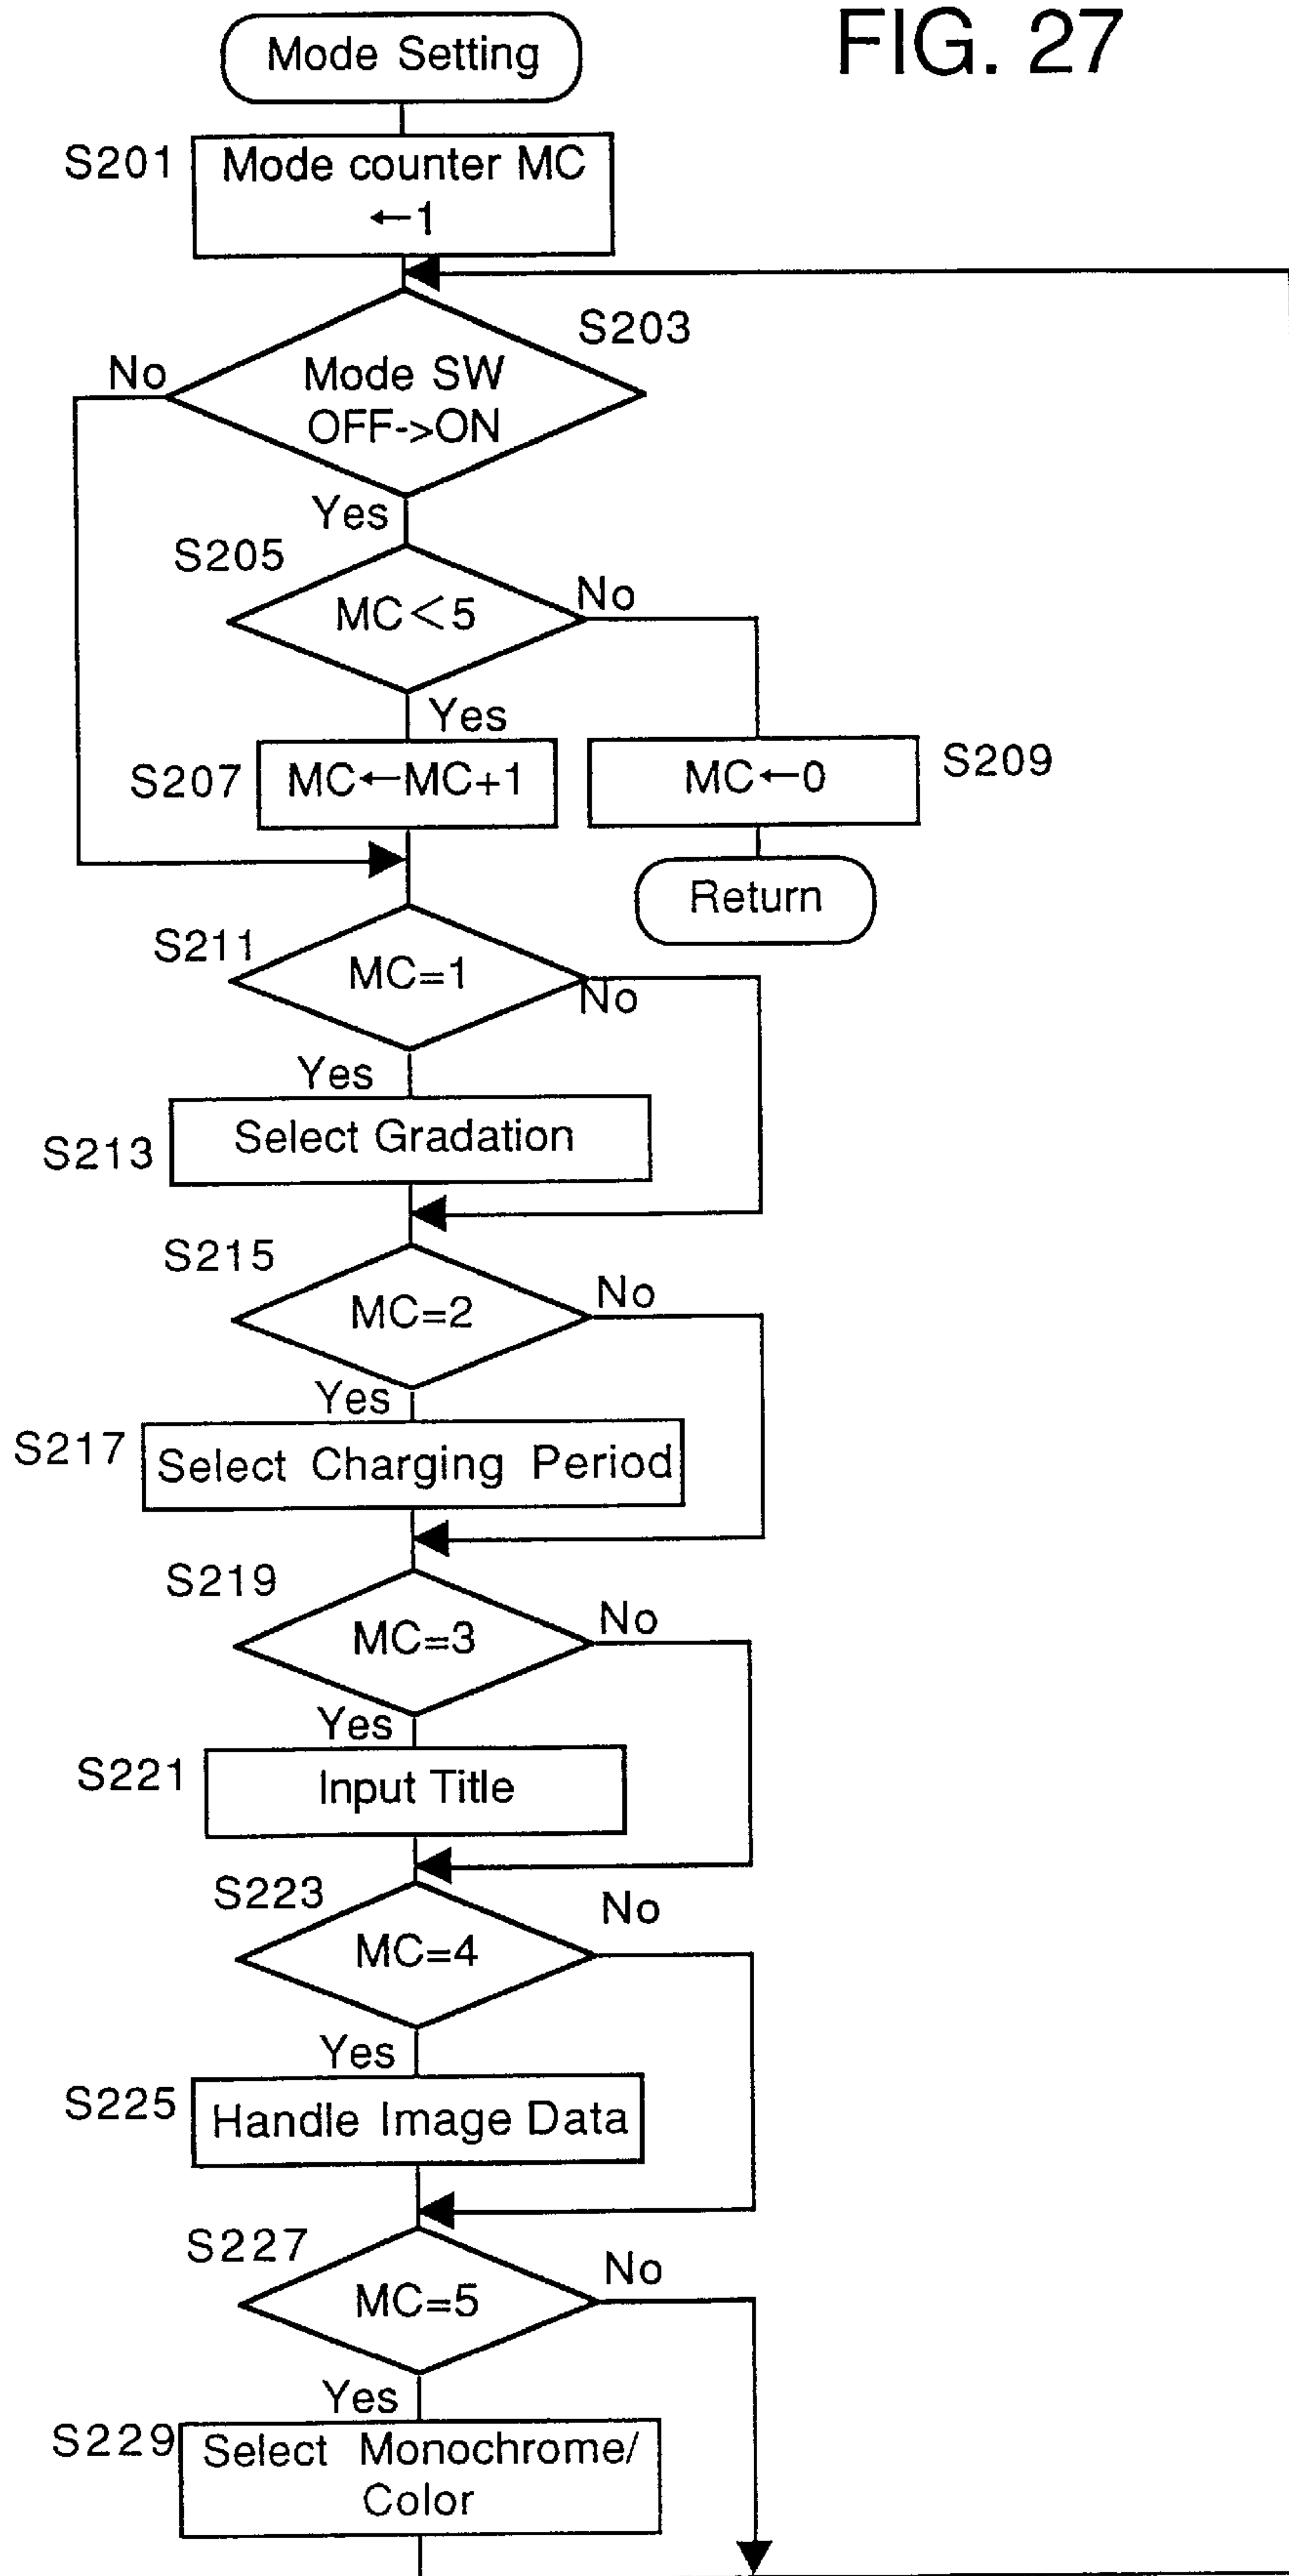 FIG. 27
Mode Setting
S201
Mode counter MC
←1
S203
No
Mode SW
OFF->ON
Yes
S205
MC<5
No
Yes
S207
MC←MC+1
MC←0
S209
Return
S211
MC=1
No
Yes
S213
Select Gradation
S215
MC=2
No
Yes
S217
Select Charging Period
S219
MC=3
No
Yes
S221
Input Title
S223
MC=4
No
Yes
S225
Handle Image Data
S227
MC=5
No
Yes
S229
Select Monochrome/
Color